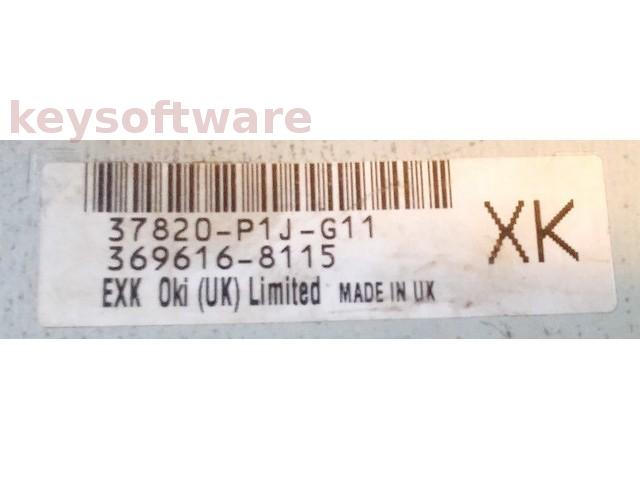 keysoftware
37820-P1J-G11
XK
369616-8115
EXK Oki (UK) Limited MADE IN UK